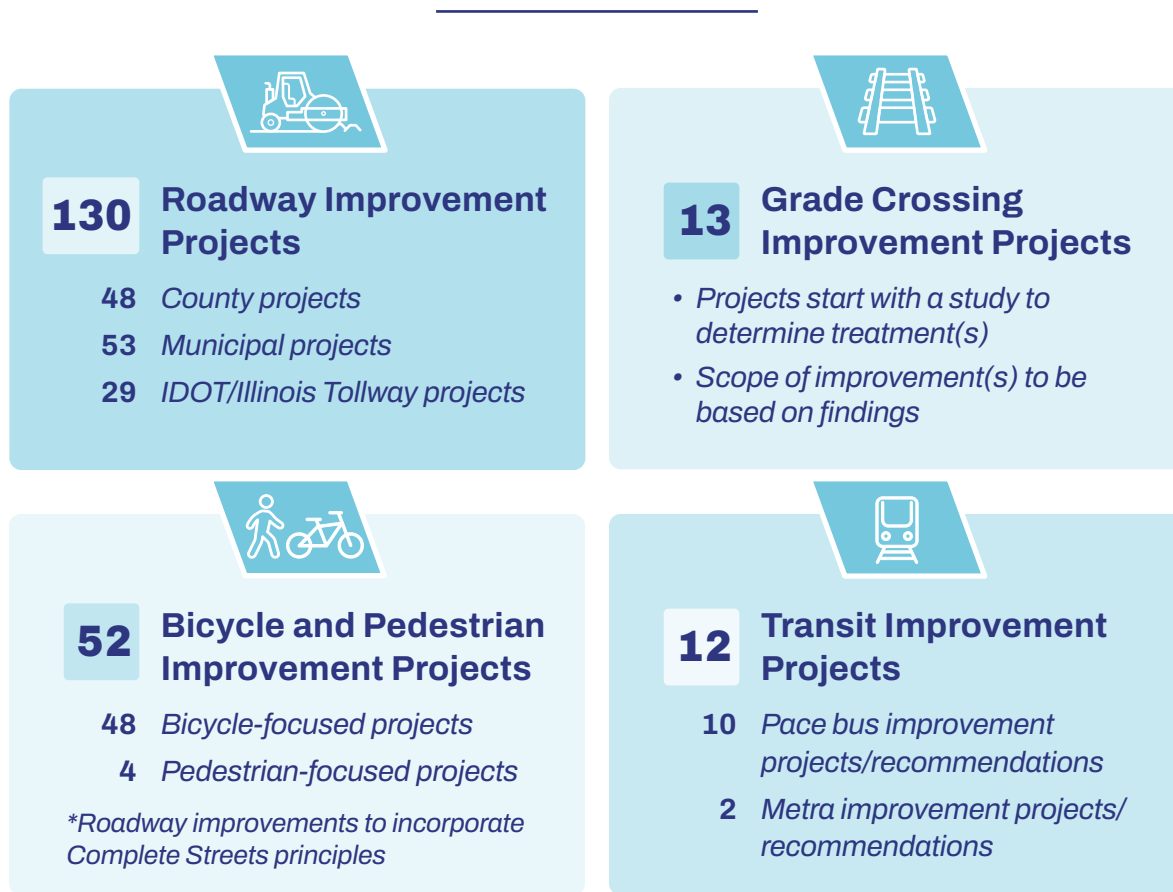 130 Roadway Improvement
Projects
48 County projects
53 Municipal projects
29 IDOT/Illinois Tollway projects
13 Grade Crossing
Improvement Projects
• Projects start with a study to
determine treatment(s)
• Scope of improvement(s) to be
based on findings
52 Bicycle and Pedestrian
Improvement Projects
48 Bicycle-focused projects
4 Pedestrian-focused projects
*Roadway improvements to incorporate
Complete Streets principles
12 Transit Improvement
Projects
10 Pace bus improvement
projects/recommendations
2 Metra improvement projects/
recommendations